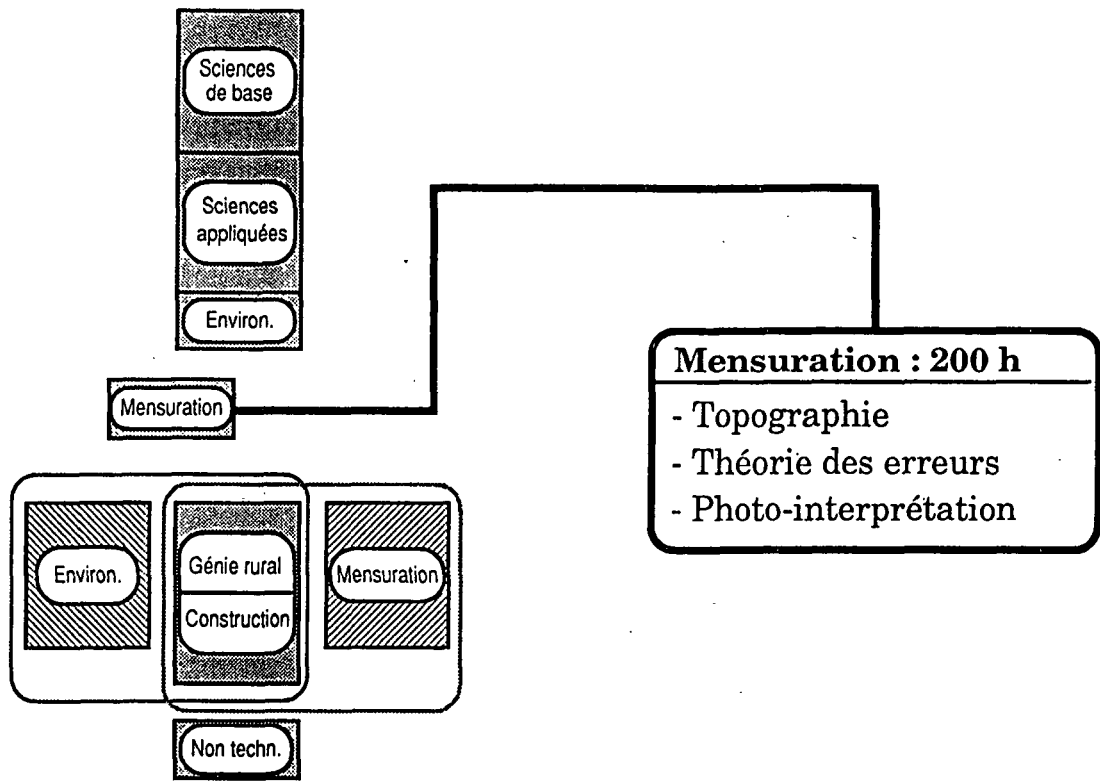 Sciences
de base
Sciences
appliquées
Environ.
Mensuration
Mensuration : 200 h
- Topographie
- Théorie des erreurs
- Photo-interprétation
Environ.
Génie rural
Construction
Mensuration
Non techn.